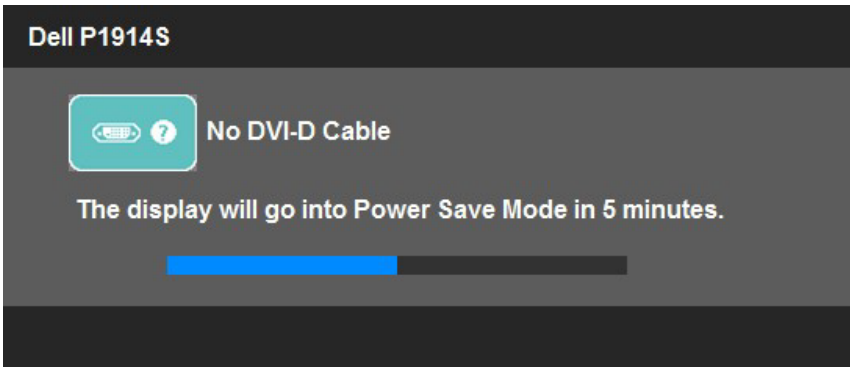 Dell P1914S
? No DVI-D Cable
The display will go into Power Save Mode in 5 minutes.